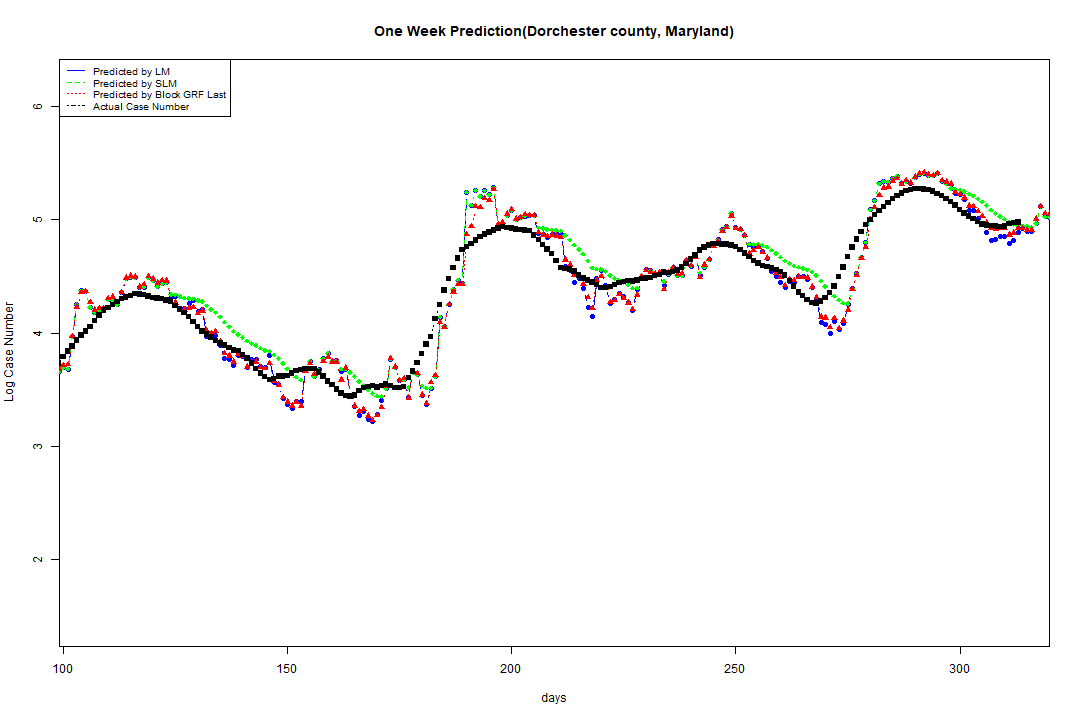 One Week Prediction(Dorchester county, Maryland)
Predicted by LM
Predicted by SLM
Predicted by Block GRF Last
Actual Case Number
Log Case Number
6
5
4
3
2
100 150 200 250 300
days